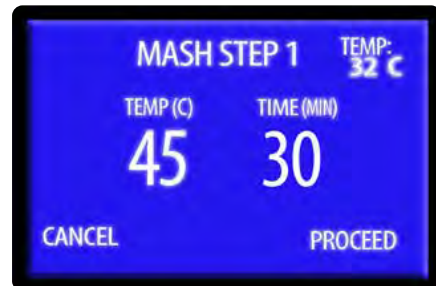 MASH STEP 1
TEMP:
32 C
TEMP (C)
TIME (MIN)
45
30
CANCEL
PROCEED